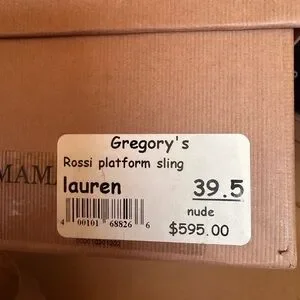 Gregory's
Rossi platform sling
lauren 39.5
nude
4 00101 68826 6
$595.00